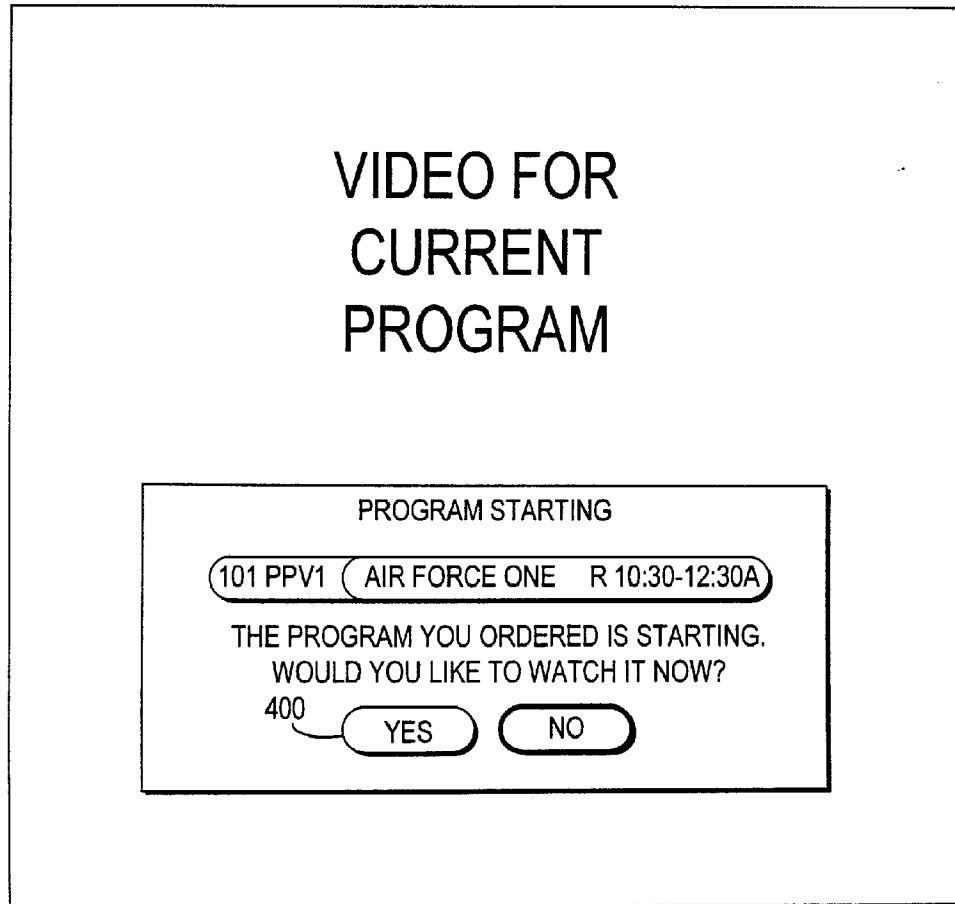 VIDEO FOR
CURRENT
PROGRAM
PROGRAM STARTING
101 PPV1 AIR FORCE ONE R 10:30-12:30A
THE PROGRAM YOU ORDERED IS STARTING.
WOULD YOU LIKE TO WATCH IT NOW?
400
YES NO